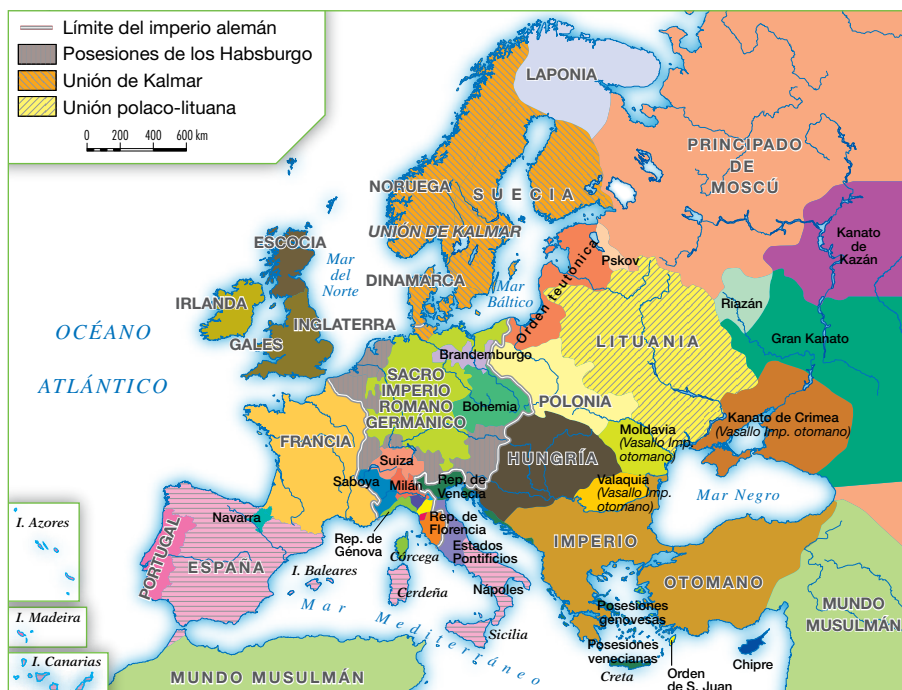 Límite del imperio alemán
Posesiones de los Habsburgo
Unión de Kalmar
Unión polaco-lituana
0 200 400 600 km
LAPONIA
PRINCIPADO
DE
MOSCÚ
NORUEGA
SUECIA
UNIÓN DE KALMAR
Kanato
de
Kazán
ESCOCIA
Mar
del
Norte
DINAMARCA
Mar
Báltico
Orden teutónica
Pskov
Riazán
IRLANDA
INGLATERRA
GALES
OCÉANO
ATLÁNTICO
Gran Kanato
LITUANIA
Brandemburgo
SACRO
IMPERIO
ROMANO
GERMÁNICO
Bohemia
POLONIA
Kanato de Crimea
(Vasallo Imp. otomano)
Moldavia
(Vasallo Imp.
otomano)
FRANCIA
Suiza
HUNGRÍA
Saboya
Milán
Rep. de
Venecia
Valaquia
(Vasallo Imp.
otomano)
Mar Negro
I. Azores
Navarra
Rep. de
Génova
Rep. de
Florencia
Estados
Pontificios
IMPERIO
OTOMANO
PORTUGAL
ESPAÑA
I. Baleares
Córcega
Cerdeña
Nápoles
Sicilia
Mar Mediterráneo
I. Madeira
I. Canarias
Posesiones
genovesas
Posesiones
venecianas
Creta
Orden
de S. Juan
Chipre
MUNDO
MUSULMÁN
MUNDO MUSULMÁN